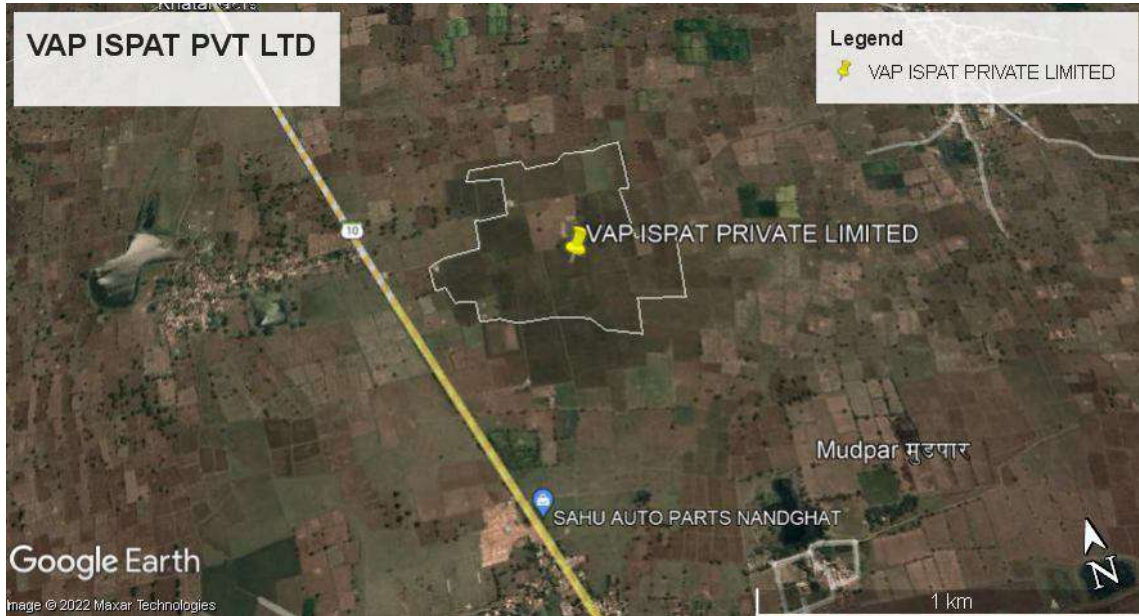 VAP ISPAT PVT LTD
Legend
VAP ISPAT PRIVATE LIMITED
10
VAP ISPAT PRIVATE LIMITED
Mudpar मुडपार
SAHU AUTO PARTS NANDGHAT
Google Earth
N
mage © 2022 Maxar Technologies
1 km